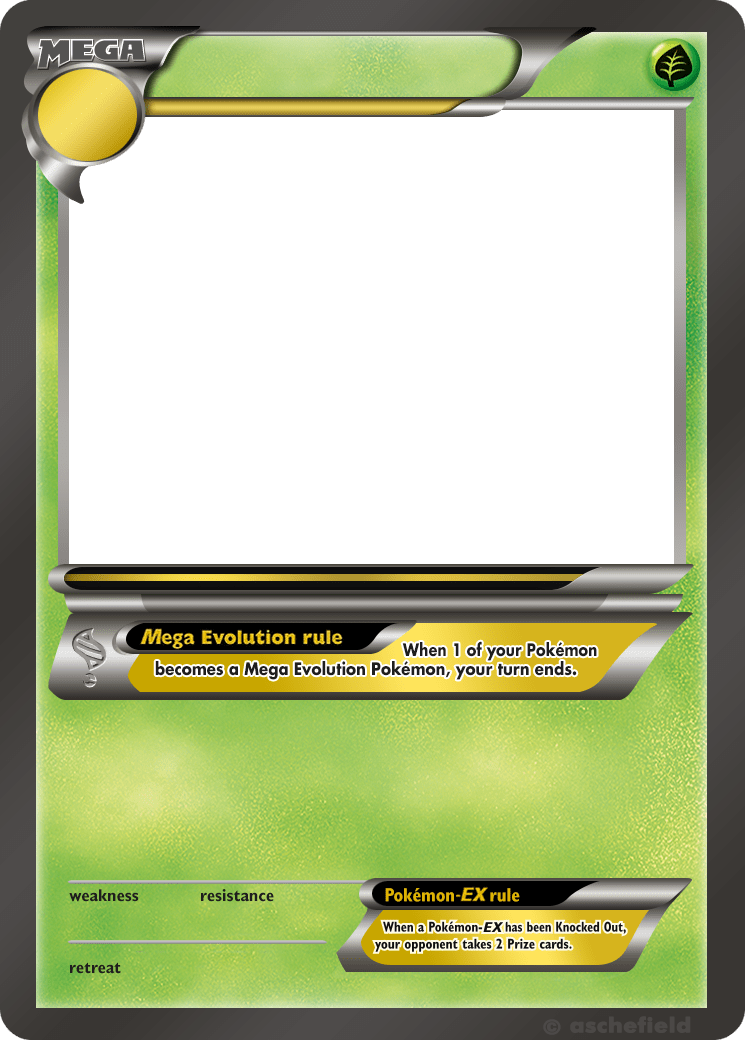 MEGA
Mega Evolution rule
When 1 of your Pokémon
becomes a Mega Evolution Pokémon, your turn ends.
weakness resistance
Pokémon-EX rule
When a Pokémon-EX has been Knocked Out,
your opponent takes 2 Prize cards.
retreat
© aschefield